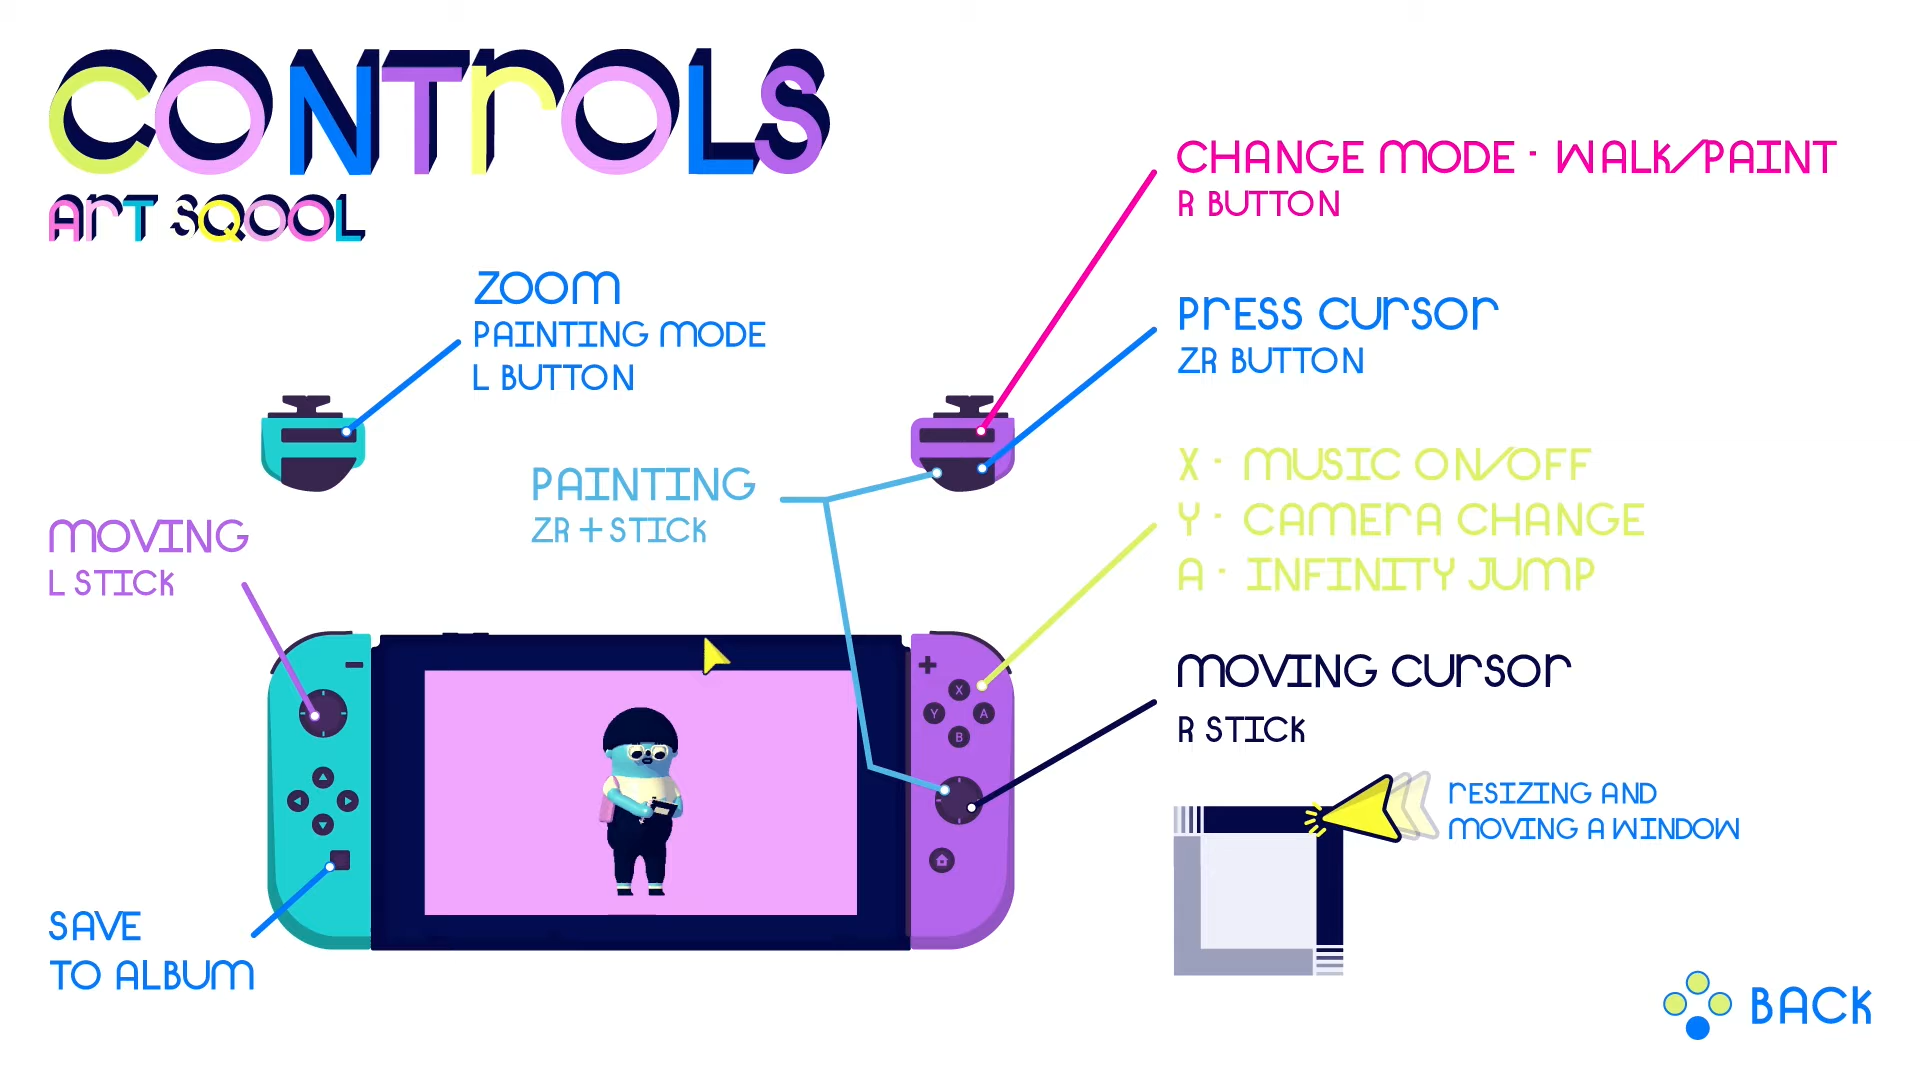 CONTROLS
ART SQOOL
CHANGE MODE - WALK/PAINT
R BUTTON
ZOOM
PAINTING MODE
L BUTTON
PRESS CURSOR
ZR BUTTON
PAINTING
ZR + STICK
X - MUSIC ON/OFF
Y - CAMERA CHANGE
A - INFINITY JUMP
MOVING
L STICK
MOVING CURSOR
R STICK
X
Y A
B
RESIZING AND
MOVING A WINDOW
SAVE
TO ALBUM
BACK